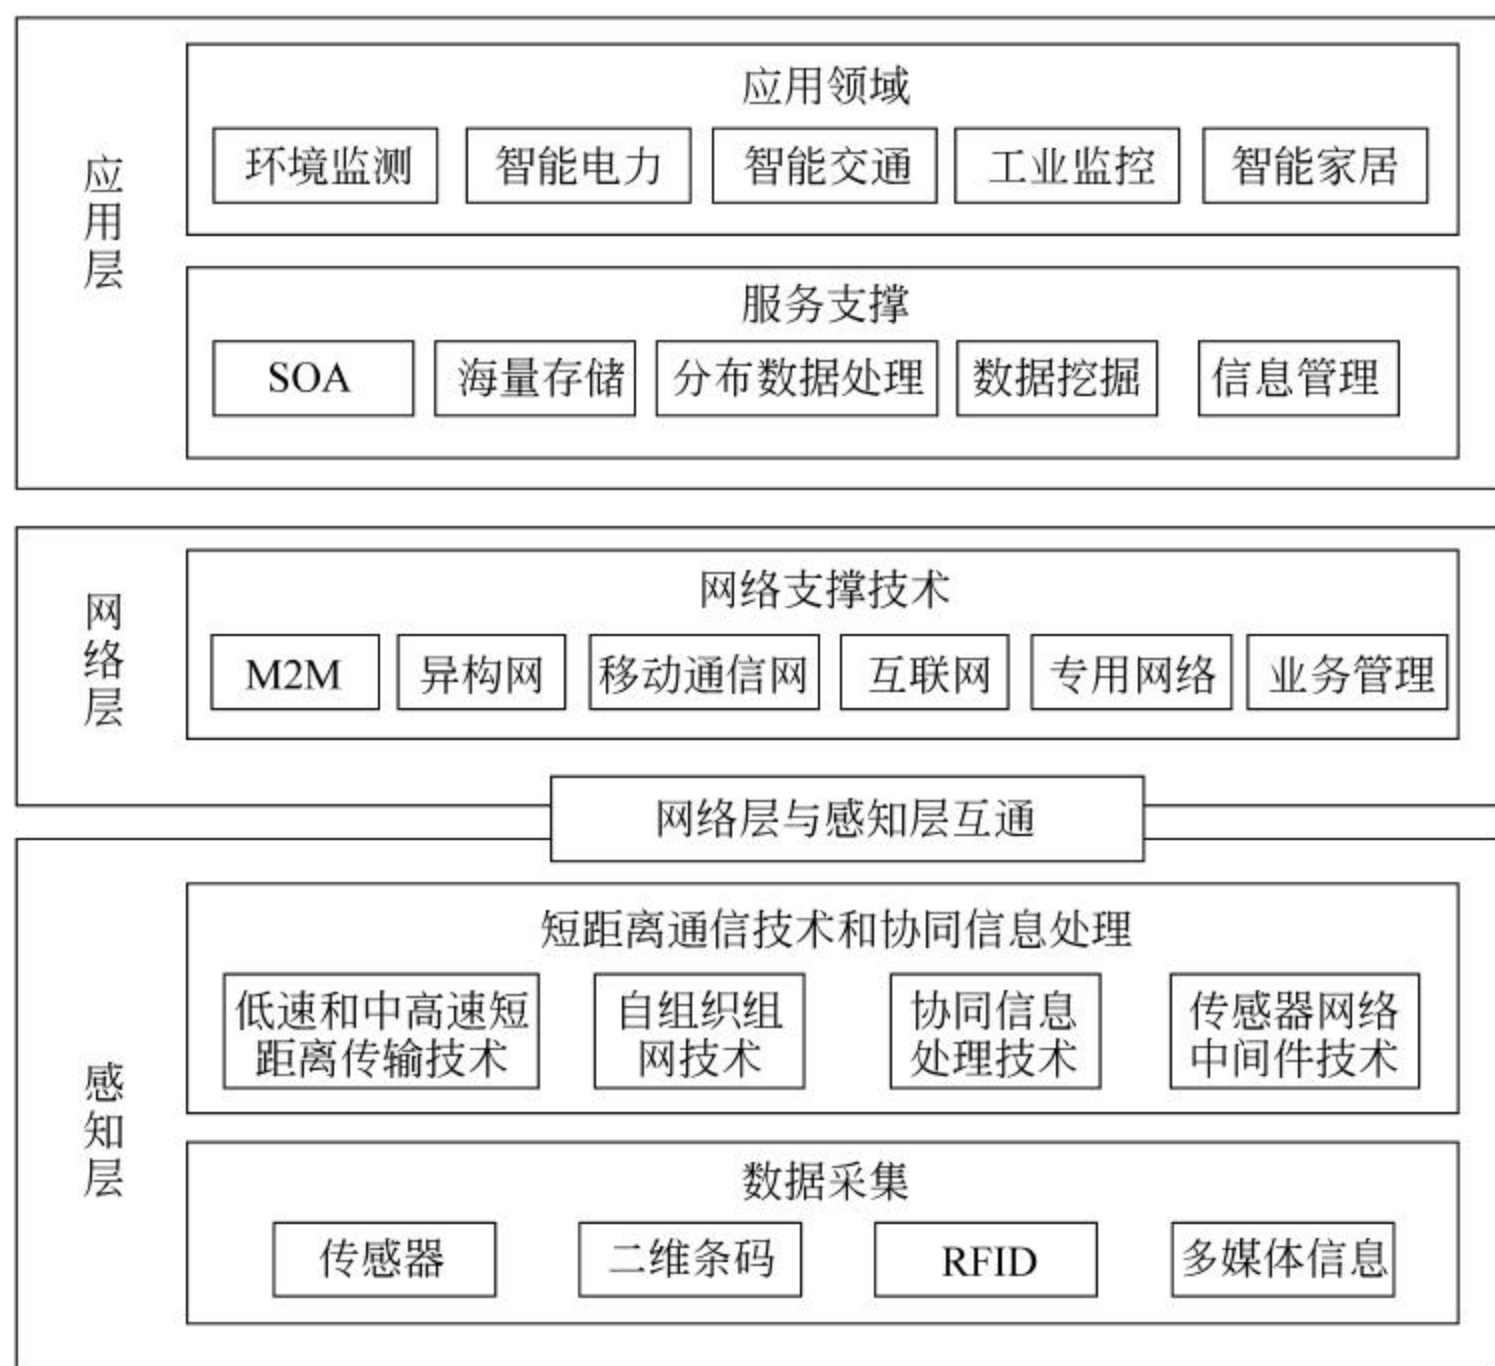 应用层
应用领域
环境监测
智能电力
智能交通
工业监控
智能家居
服务支撑
SOA
海量存储
分布数据处理
数据挖掘
信息管理
网络层
网络支撑技术
M2M
异构网
移动通信网
互联网
专用网络
业务管理
网络层与感知层互通
感知层
短距离通信技术和协同信息处理
低速和中高速短
距离传输技术
自组织组
网技术
协同信息
处理技术
传感器网络
中间件技术
数据采集
传感器
二维条码
RFID
多媒体信息